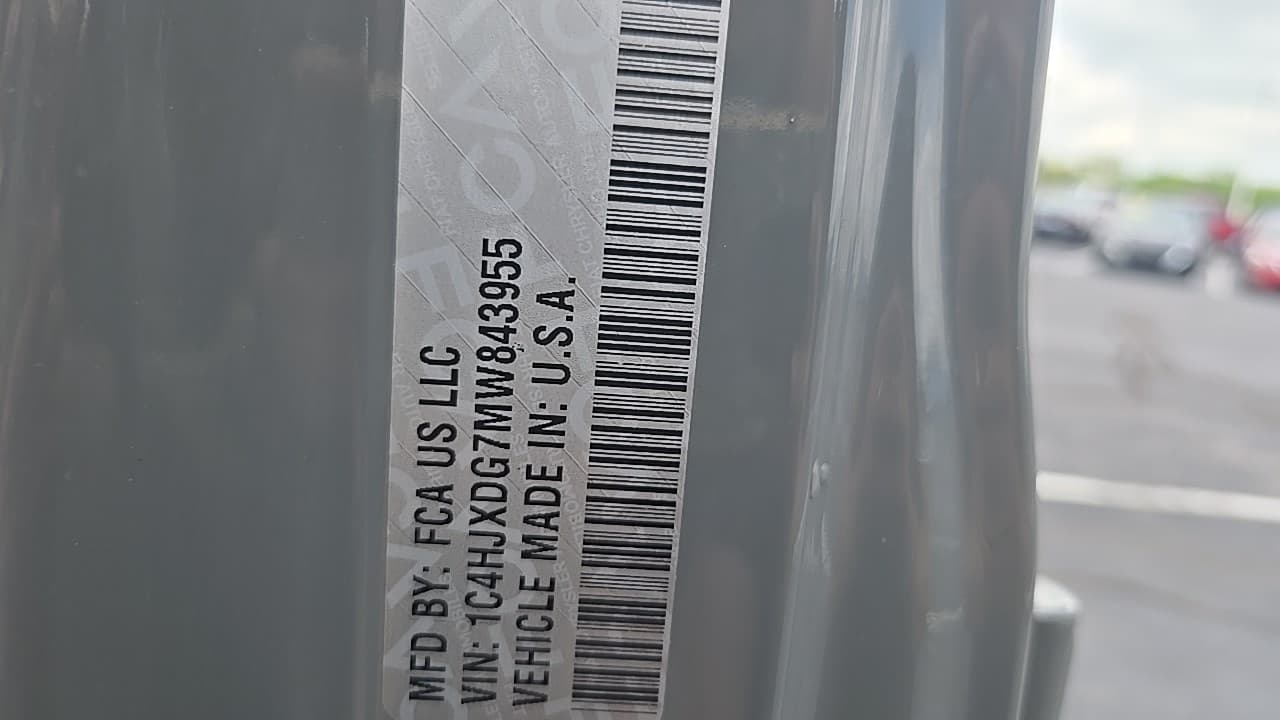 MFD BY: FCA US LLC
VIN: 1C4HJXDG7MW843955
VEHICLE MADE IN: U.S.A.